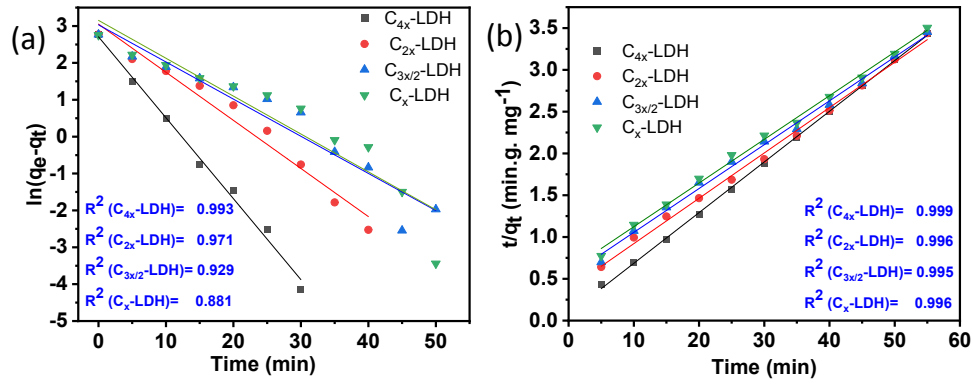 (a)
C4x-LDH
C2x-LDH
C3x/2-LDH
Cx-LDH
ln(qe-qt)
3
2
1
0
-1
-2
-3
-4
-5
R2 (C4x-LDH)= 0.993
R2 (C2x-LDH)= 0.971
R2 (C3x/2-LDH)= 0.929
R2 (Cx-LDH)= 0.881
0 10 20 30 40 50
Time (min)
(b)
C4x-LDH
C2x-LDH
C3x/2-LDH
Cx-LDH
t/qt (min.g. mg-1)
3.5
3.0
2.5
2.0
1.5
1.0
0.5
0.0
R2 (C4x-LDH)= 0.999
R2 (C2x-LDH)= 0.996
R2 (C3x/2-LDH)= 0.995
R2 (Cx-LDH)= 0.996
0 10 20 30 40 50 60
Time (min)